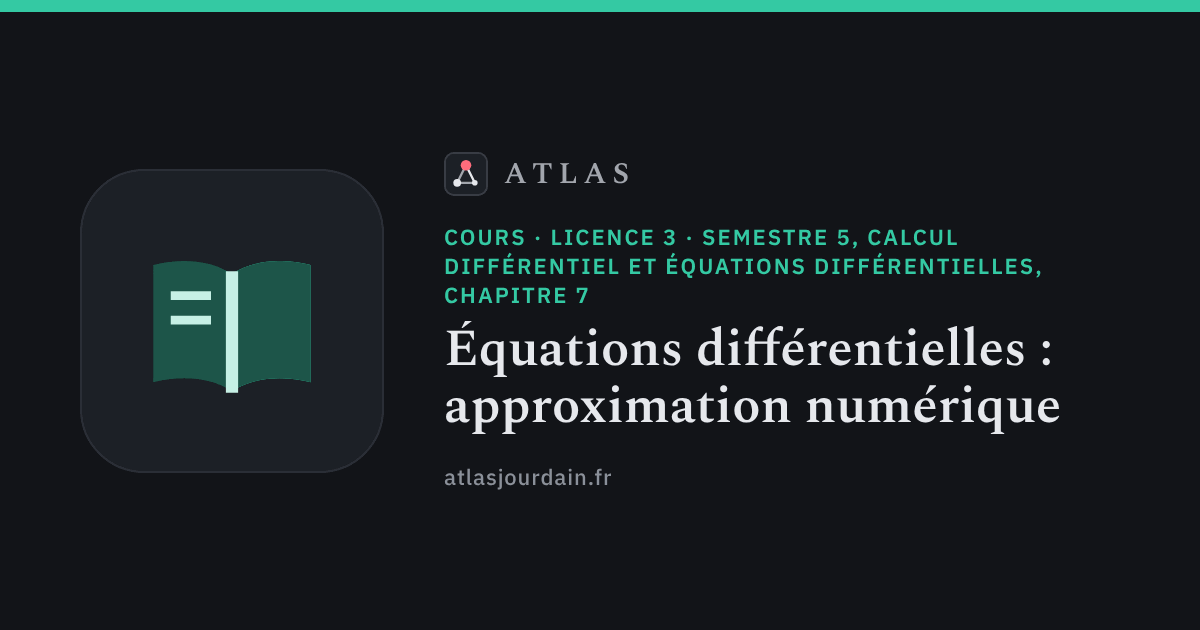 ATLAS
COURS · LICENCE 3 · SEMESTRE 5, CALCUL
DIFFÉRENTIEL ET ÉQUATIONS DIFFÉRENTIELLES,
CHAPITRE 7
Équations différentielles :
approximation numérique
atlasjourdain.fr